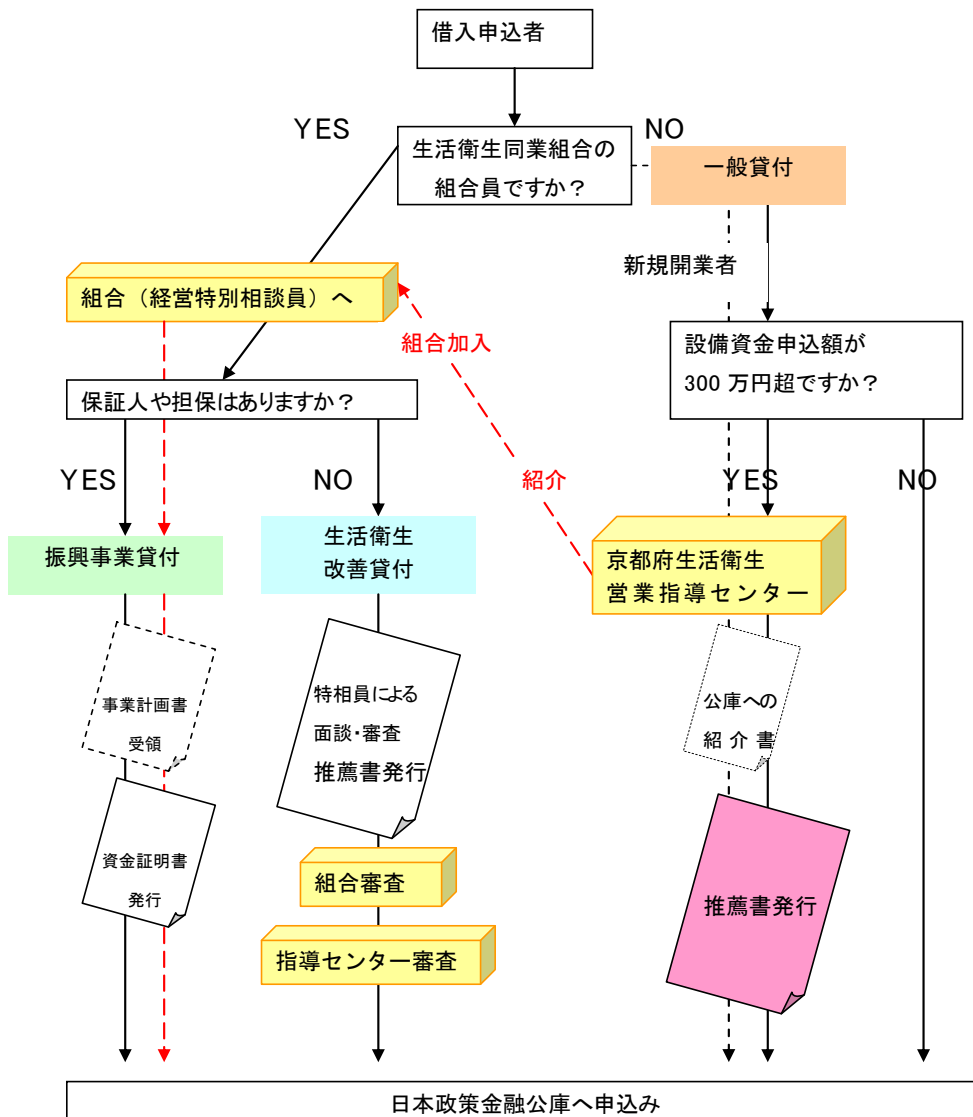 借入申込者
YES
NO
生活衛生同業組合の
組合員ですか？
一般貸付
新規開業者
組合（経営特別相談員）へ
組合加入
設備資金申込額が
300 万円超ですか？
保証人や担保はありますか？
YES
NO
紹介
YES
NO
振興事業貸付
生活衛生
改善貸付
京都府生活衛生
営業指導センター
事業計画書
受領
特相員による
面談・審査
推薦書発行
公庫への
紹介書
資金証明書
発行
組合審査
推薦書発行
指導センター審査
日本政策金融公庫へ申込み